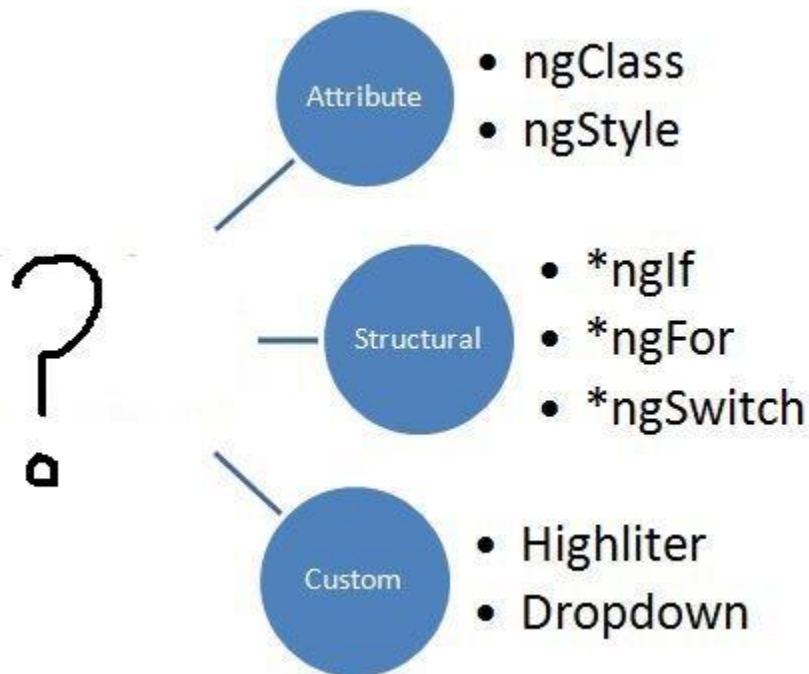 Attribute
• ngClass
• ngStyle
?
Structural
• *ngIf
• *ngFor
• *ngSwitch
Custom
• Highliter
• Dropdown